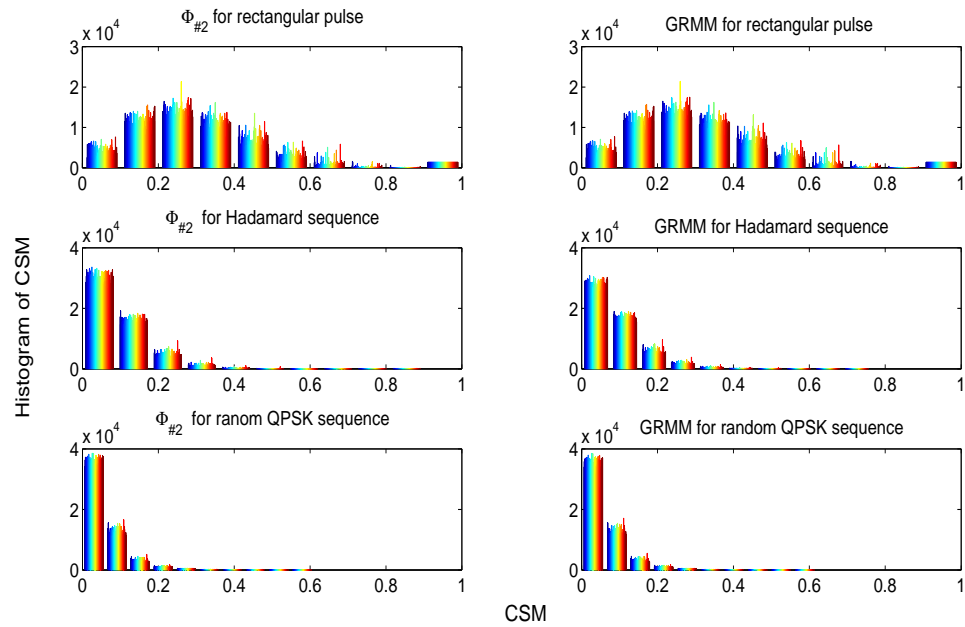 Φ#2 for rectangular pulse
x 10^4
3
2
1
0
0 0.2 0.4 0.6 0.8 1
GRMM for rectangular pulse
x 10^4
3
2
1
0
0 0.2 0.4 0.6 0.8 1
Φ#2 for Hadamard sequence
x 10^4
4
2
0
0 0.2 0.4 0.6 0.8 1
GRMM for Hadamard sequence
x 10^4
4
2
0
0 0.2 0.4 0.6 0.8 1
Φ#2 for ranom QPSK sequence
x 10^4
4
2
0
0 0.2 0.4 0.6 0.8 1
GRMM for random QPSK sequence
x 10^4
4
2
0
0 0.2 0.4 0.6 0.8 1
Histogram of CSM
CSM